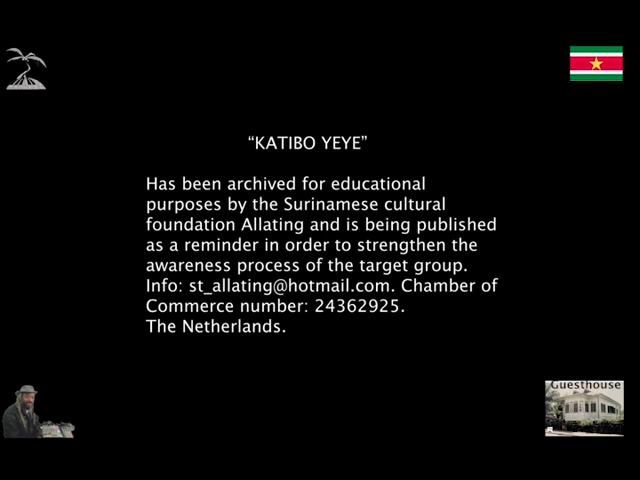 “KATIBO YEYE”
Has been archived for educational
purposes by the Surinamese cultural
foundation Allating and is being published
as a reminder in order to strengthen the
awareness process of the target group.
Info: st_allating@hotmail.com. Chamber of
Commerce number: 24362925.
The Netherlands.
Guesthouse